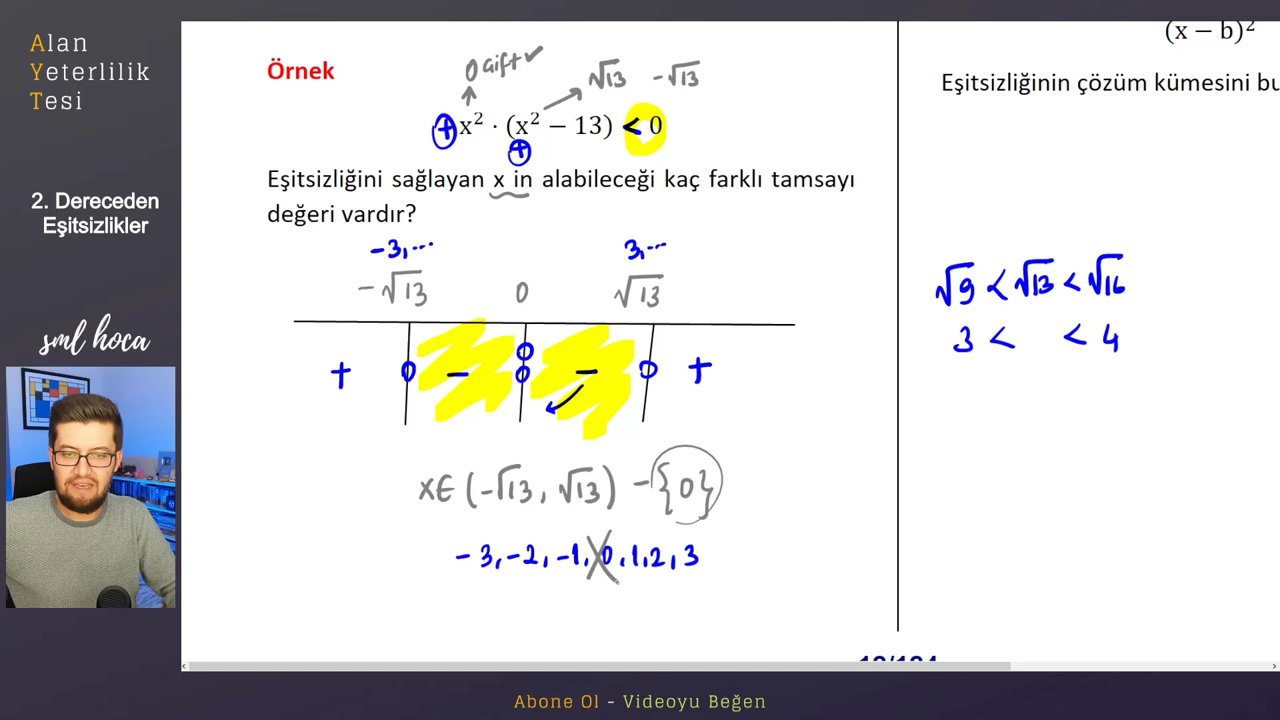 Alan
Yeterlilik
Tesi
2. Dereceden
Eşitsizlikler
sml hoca
Örnek
0 çift ✓
√13 -√13
+x² · (x² − 13) < 0
+
Eşitsizliğini sağlayan x in alabileceği kaç farklı tamsayı
değeri vardır?
-3,... 3,...
-√13 0 √13
+ 0 - 0 0 - 0 +
x∈(-√13, √13) - {0}
-3, -2, -1, 0, 1, 2, 3
(x − b)²
Eşitsizliğinin çözüm kümesini bu
√9 < √13 < √16
3 < < 4
Abone Ol - Videoyu Beğen